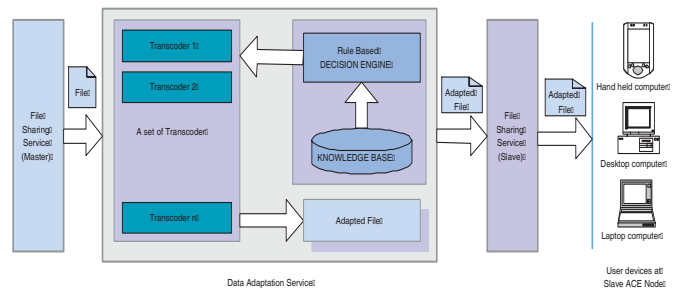 File
Sharing
Service
(Master)
File
Transcoder 1
Transcoder 2
A set of Transcoder
Transcoder n
Rule Based
DECISION ENGINE
KNOWLEDGE BASE
Adapted File
Data Adaptation Service
Adapted
File
File
Sharing
Service
(Slave)
Adapted
File
Hand held computer
Desktop computer
Laptop computer
User devices at
Slave ACE Node